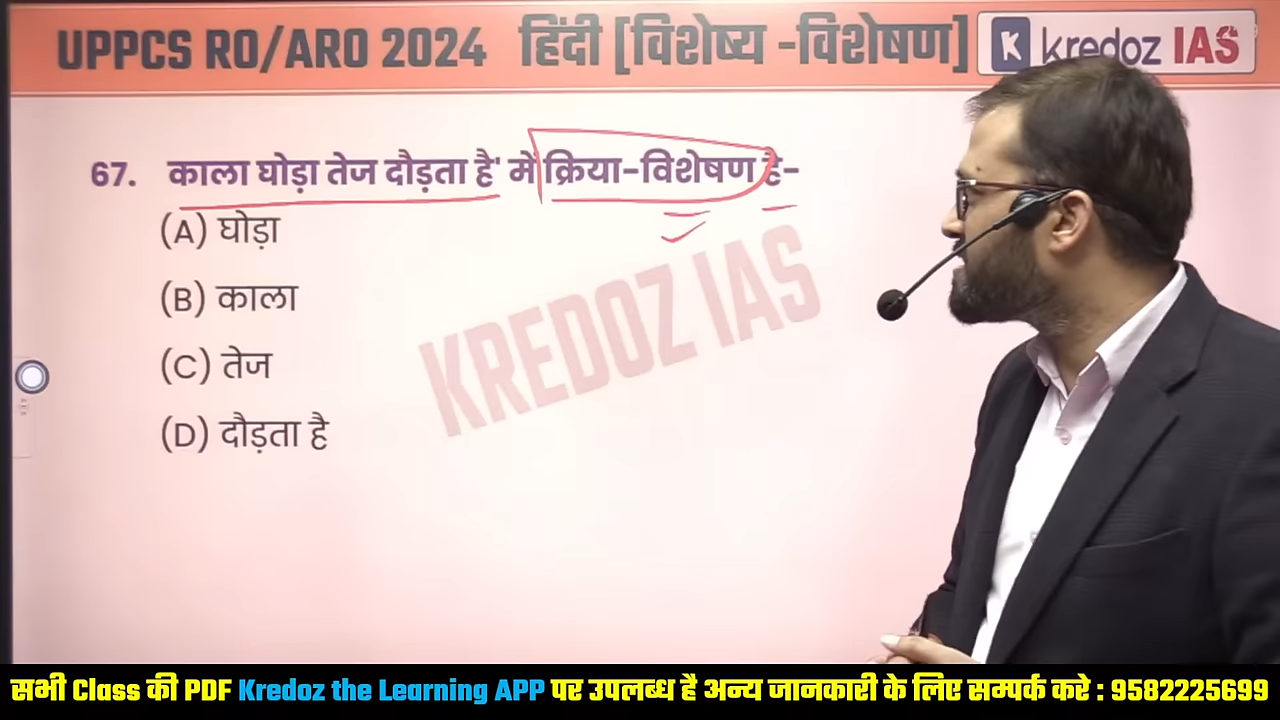 UPPCS RO/ARO 2024 हिंदी [विशेष्य -विशेषण]
kredoz IAS
67. काला घोड़ा तेज दौड़ता है' में क्रिया-विशेषण है-
(A) घोड़ा
(B) काला
(C) तेज
(D) दौड़ता है
KREDOZ IAS
सभी Class की PDF Kredoz the Learning APP पर उपलब्ध है अन्य जानकारी के लिए सम्पर्क करे : 9582225699